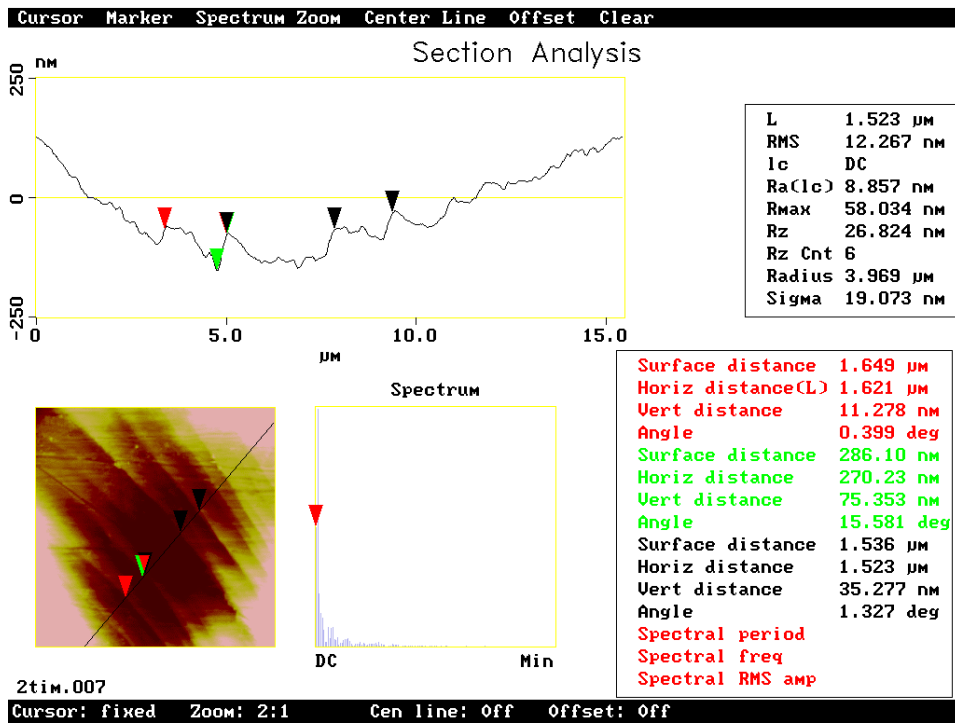 Cursor Marker Spectrum Zoom Center Line Offset Clear
Section Analysis
nM
250
0
-250
0 5.0 10.0 15.0
µM
L 1.523 µM
RMS 12.267 nM
lc DC
Ra(lc) 8.857 nM
Rmax 58.034 nM
Rz 26.824 nM
Rz Cnt 6
Radius 3.969 µM
Sigma 19.073 nM
Surface distance 1.649 µM
Horiz distance(L) 1.621 µM
Vert distance 11.278 nM
Angle 0.399 deg
Surface distance 286.10 nM
Horiz distance 270.23 nM
Vert distance 75.353 nM
Angle 15.581 deg
Surface distance 1.536 µM
Horiz distance 1.523 µM
Vert distance 35.277 nM
Angle 1.327 deg
Spectral period
Spectral freq
Spectral RMS amp
Spectrum
DC Min
2tim.007
Cursor: fixed Zoom: 2:1 Cen line: Off Offset: Off